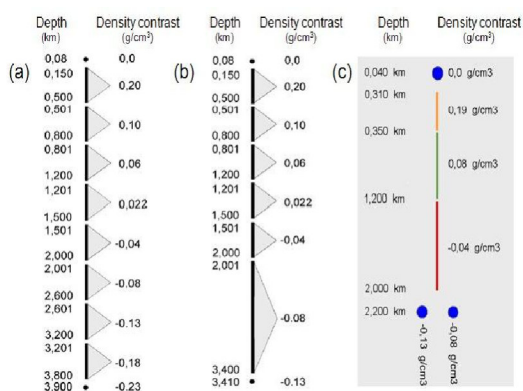 Depth Density contrast
(km) (g/cm³)
(a)
0,08 0,0
0,150
0,20
0,500
0,501
0,10
0,800
0,801
0,06
1,200
1,201
0,022
1,500
1,501
-0,04
2,000
2,001
-0.08
2,600
2,601
-0.13
3,200
3,201
-0,18
3,800
3.900 -0.23
Depth Density contrast
(km) (g/cm³)
(b)
0,08 0,0
0,150
0,20
0,500
0,501
0,10
0,800
0,801
0,06
1,200
1,201
0,022
1,500
1,501
-0,04
2,000
2,001
-0.08
3,400
3,410 -0,13
Depth Density contrast
(km) (g/cm³)
(c)
0,040 km 0,0 g/cm3
0,310 km
0,19 g/cm3
0,350 km
0,08 g/cm3
1,200 km
-0,04 g/cm3
2,000 km
2,200 km
-0,13 g/cm3
-0,08 g/cm3